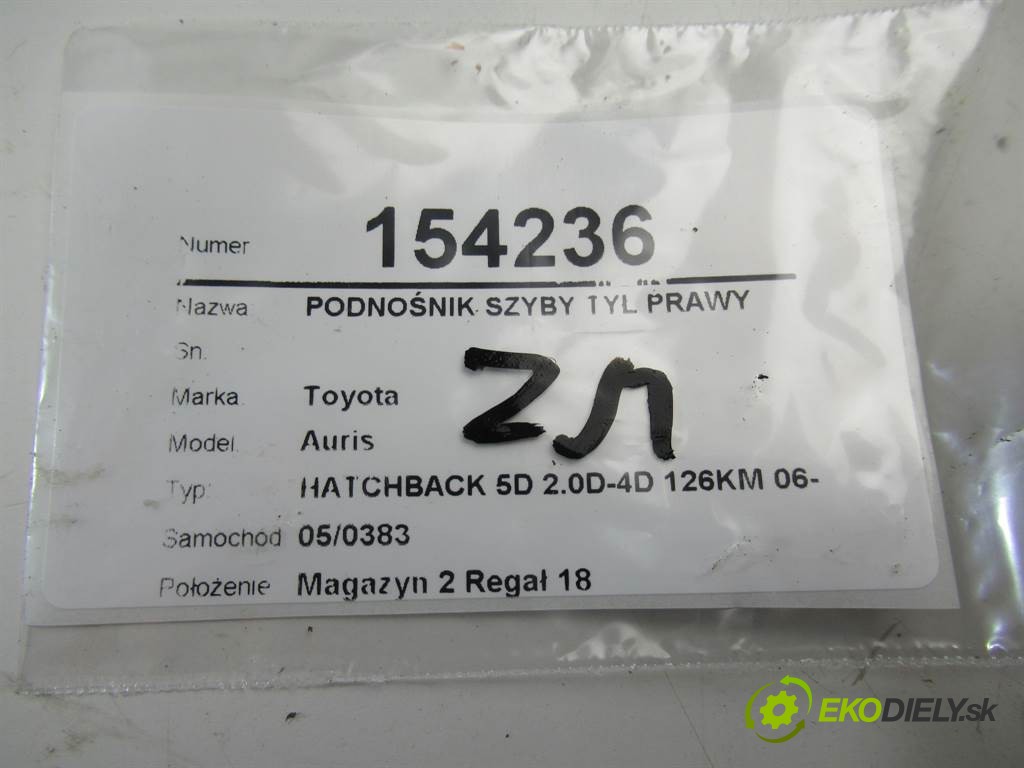 Numer 154236
Nazwa PODNOŚNIK SZYBY TYL PRAWY
Sn.
Marka Toyota
Model. Auris
Typ: HATCHBACK 5D 2.0D-4D 126KM 06-
Samochod 05/0383
Położenie Magazyn 2 Regał 18
EKODIELY.sk